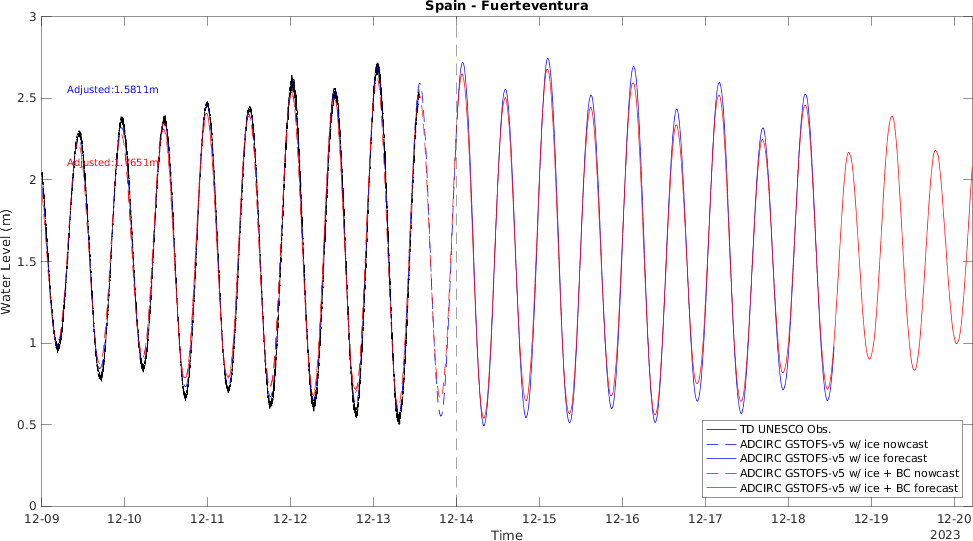 Spain - Fuerteventura
3
2.5
2
1.5
1
0.5
0
Water Level (m)
Adjusted:1.5811m
TD UNESCO Obs.
ADCIRC GSTOFS-v5 w/ ice nowcast
ADCIRC GSTOFS-v5 w/ ice forecast
ADCIRC GSTOFS-v5 w/ ice + BC nowcast
ADCIRC GSTOFS-v5 w/ ice + BC forecast
12-09 12-10 12-11 12-12 12-13 12-14 12-15 12-16 12-17 12-18 12-19 12-20
Time
2023